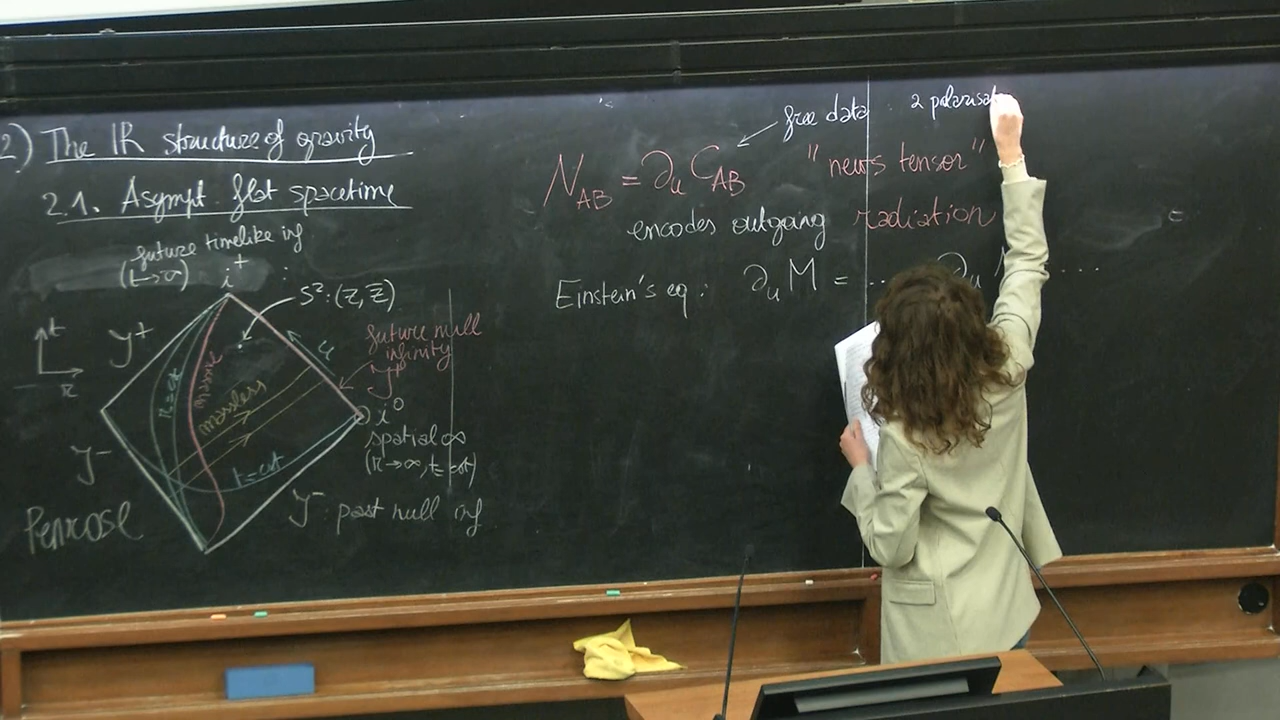 2) The IR structure of gravity
2.1. Asympt. flat spacetime
future timelike inf
(t→∞) i⁺
S²: (z, z̄)
t
r
𝒥⁺
u
future null
infinity
𝒥⁺
r=cst
massive
massless
i⁰
spatial ∞
(r→∞, t=cst)
t=cst
𝒥⁻
𝒥⁻: past null inf
Penrose
free data
2 polarisat
N_AB = ∂_u C_AB "news tensor"
encodes outgoing radiation
Einstein's eq: ∂_u M = ... ∂_u